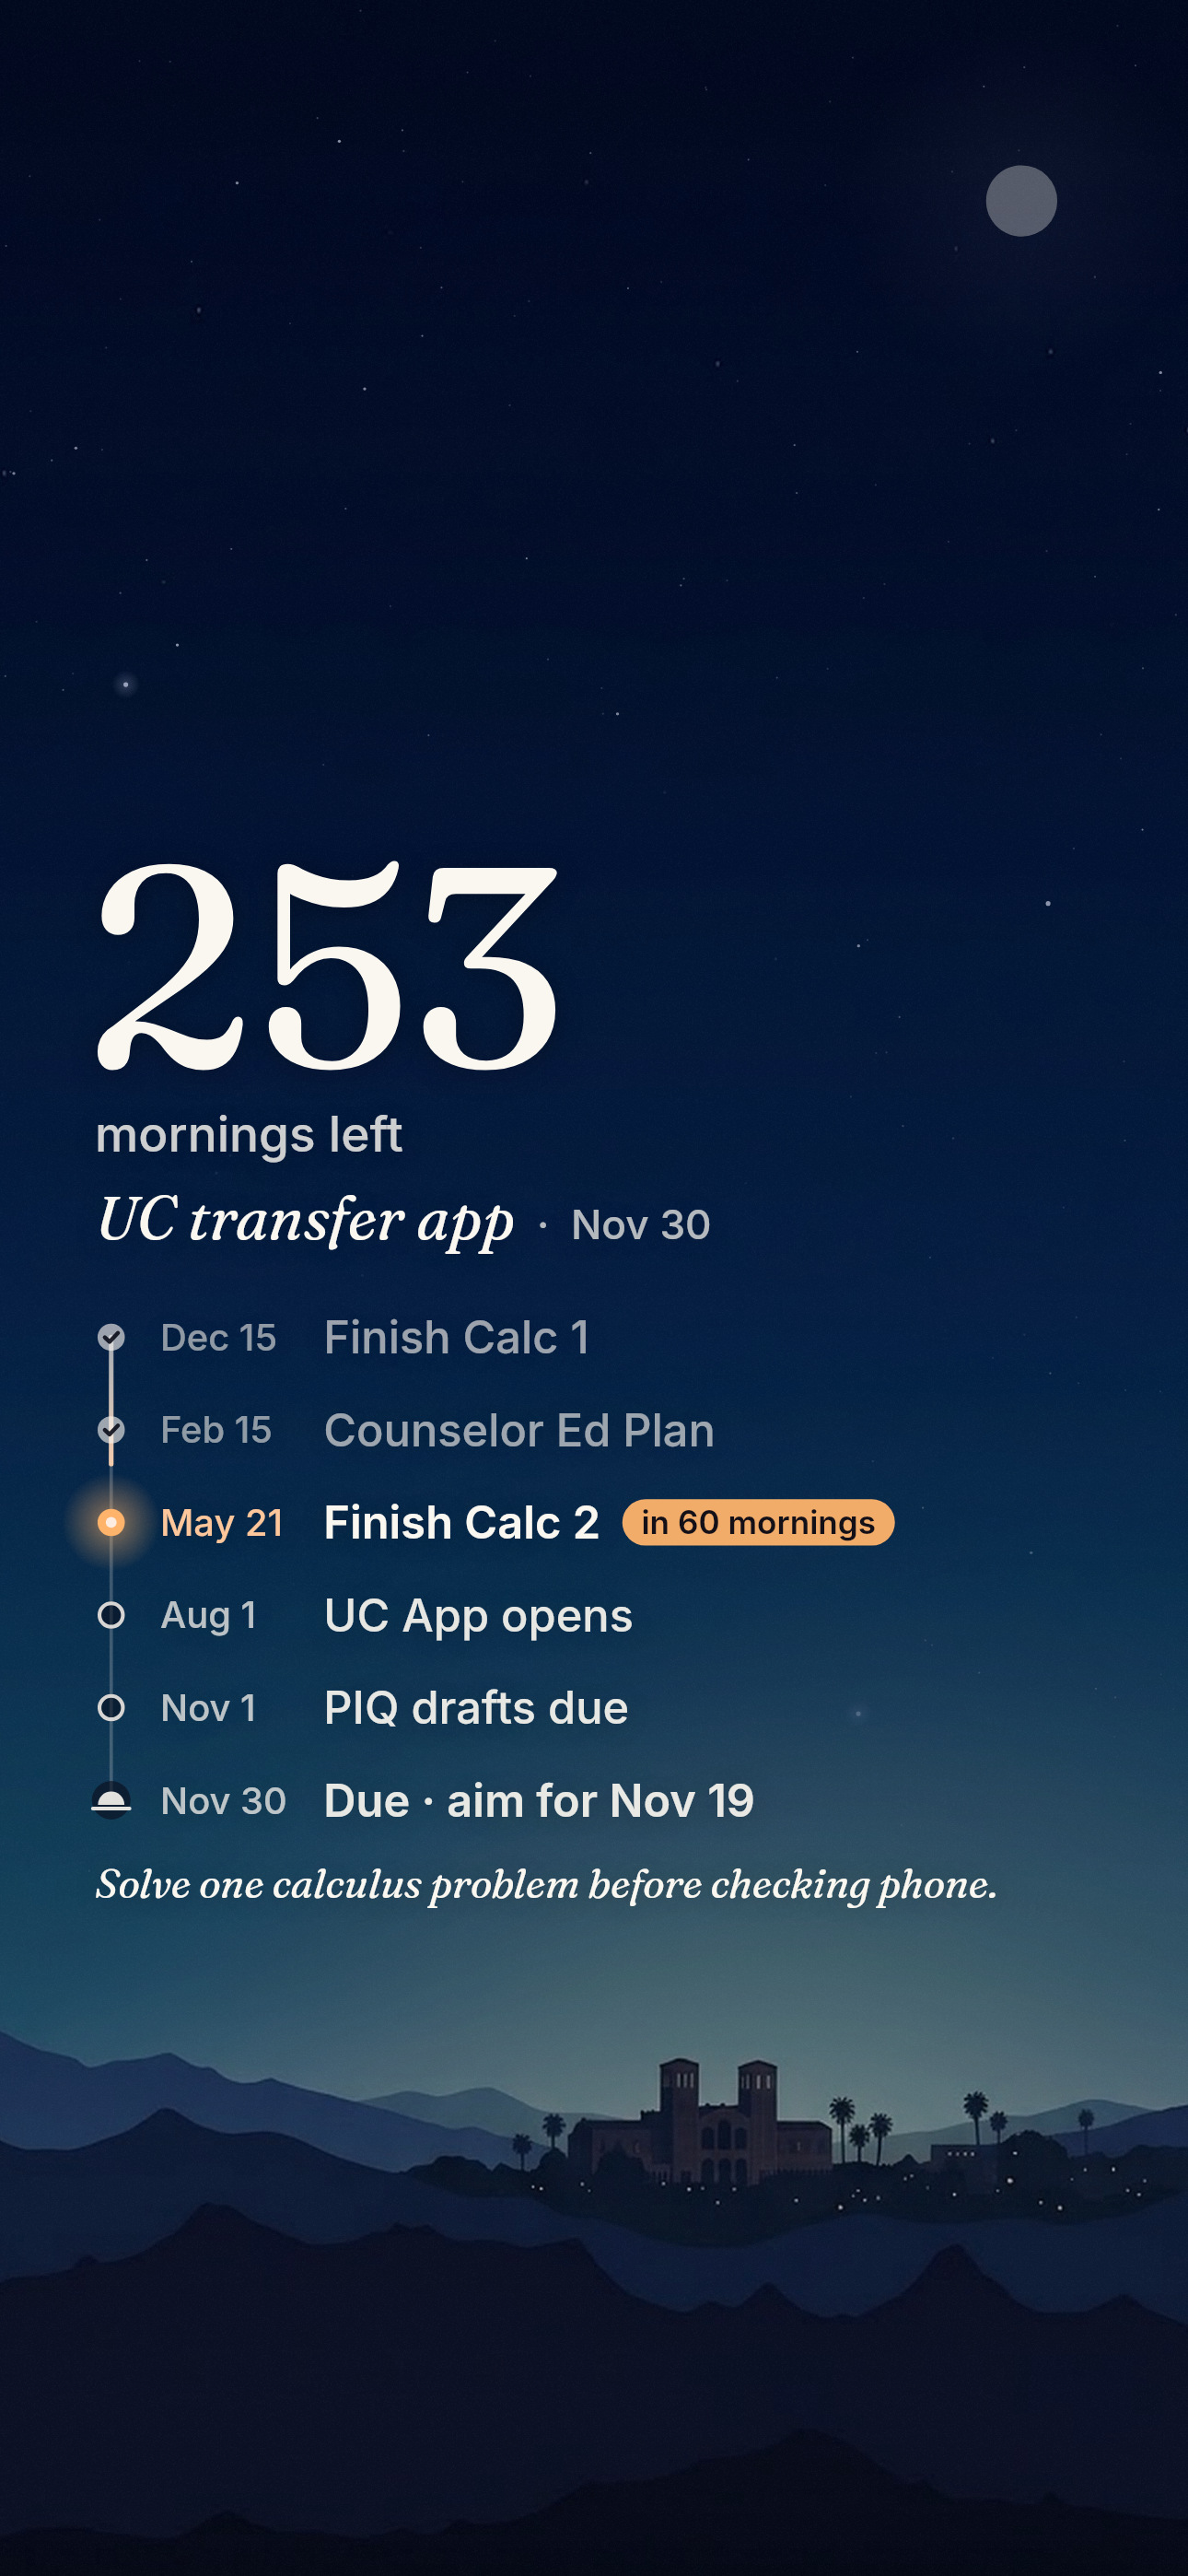 253
mornings left
UC transfer app · Nov 30
Dec 15 Finish Calc 1
Feb 15 Counselor Ed Plan
May 21 Finish Calc 2 in 60 mornings
Aug 1 UC App opens
Nov 1 PIQ drafts due
Nov 30 Due · aim for Nov 19
Solve one calculus problem before checking phone.